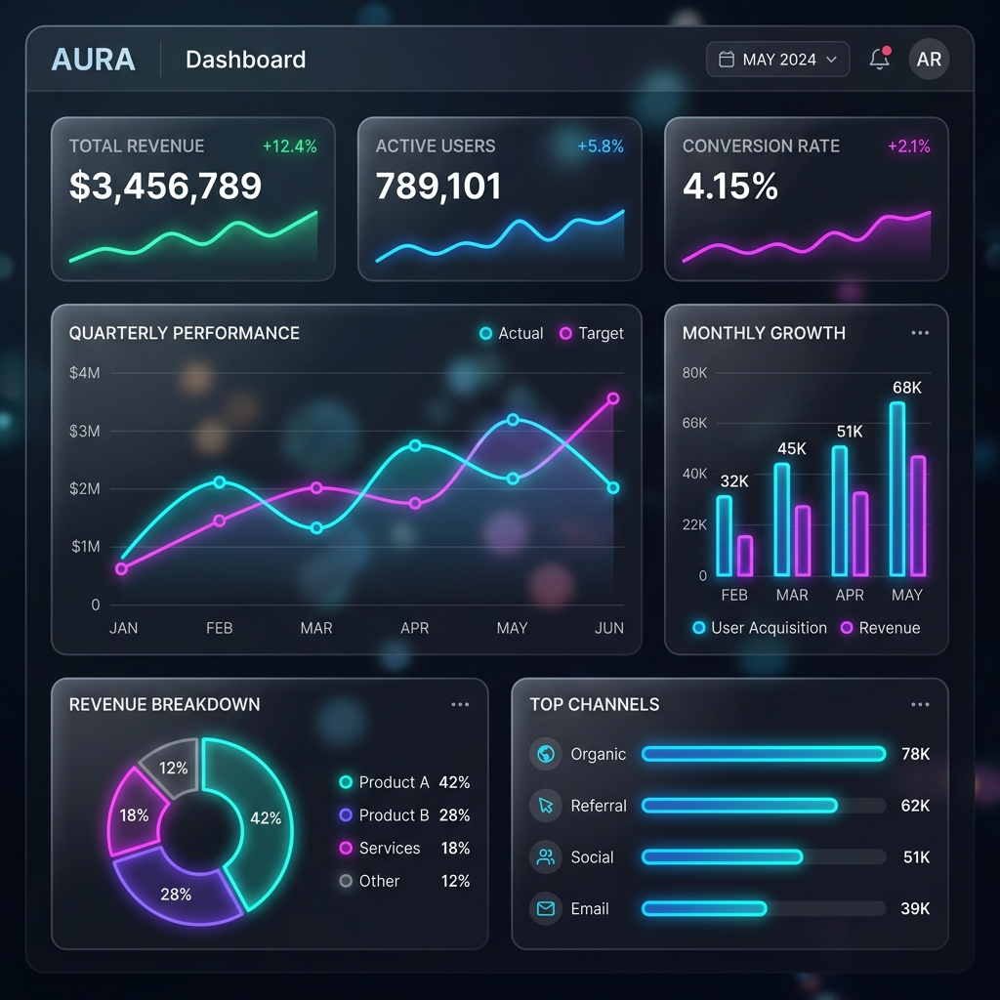 AURA Dashboard MAY 2024 AR
TOTAL REVENUE +12.4%
$3,456,789
ACTIVE USERS +5.8%
789,101
CONVERSION RATE +2.1%
4.15%
QUARTERLY PERFORMANCE Actual Target
$4M
$3M
$2M
$1M
0
JAN FEB MAR APR MAY JUN
MONTHLY GROWTH
80K
66K
40K
22K
0
32K 45K 51K 68K
FEB MAR APR MAY
User Acquisition Revenue
REVENUE BREAKDOWN
12%
42%
18%
28%
Product A 42%
Product B 28%
Services 18%
Other 12%
TOP CHANNELS
Organic 78K
Referral 62K
Social 51K
Email 39K